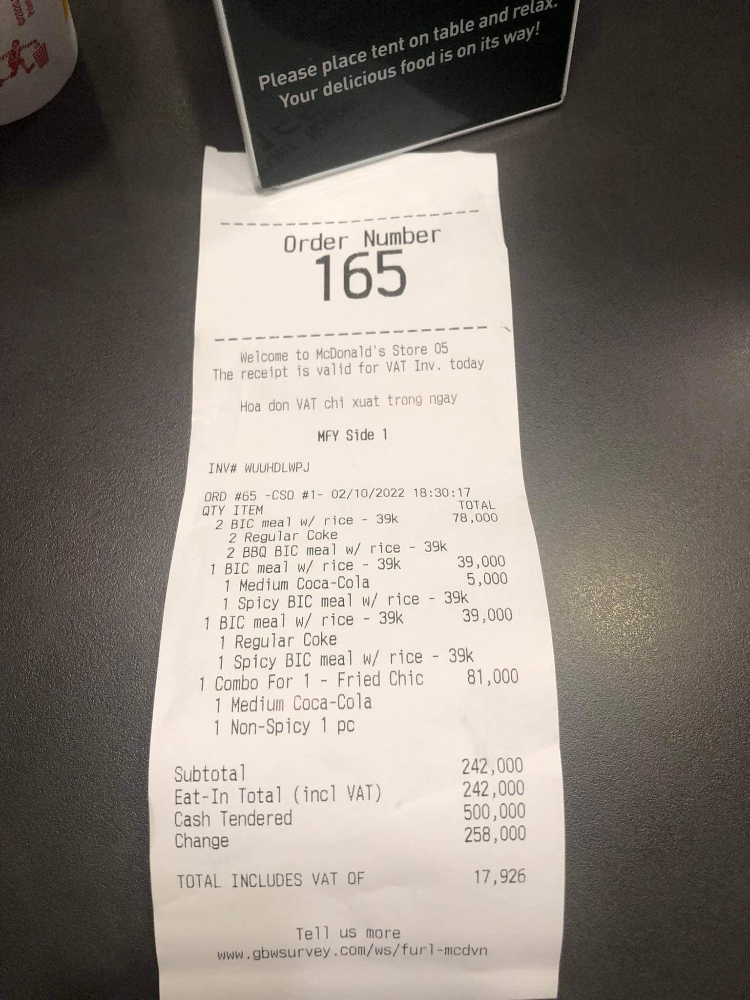 ©2020
Please place tent on table and relax.
Your delicious food is on its way!
Order Number
165
Welcome to McDonald's Store 05
The receipt is valid for VAT Inv. today
Hoa don VAT chi xuat trong ngay
MFY Side 1
INV# WUUHDLWPJ
ORD #65 -CSO #1- 02/10/2022 18:30:17
QTY ITEM TOTAL
2 BIC meal w/ rice - 39k 78,000
2 Regular Coke
2 BBQ BIC meal w/ rice - 39k
1 BIC meal w/ rice - 39k 39,000
1 Medium Coca-Cola 5,000
1 Spicy BIC meal w/ rice - 39k
1 BIC meal w/ rice - 39k 39,000
1 Regular Coke
1 Spicy BIC meal w/ rice - 39k
1 Combo For 1 - Fried Chic 81,000
1 Medium Coca-Cola
1 Non-Spicy 1 pc
Subtotal 242,000
Eat-In Total (incl VAT) 242,000
Cash Tendered 500,000
Change 258,000
TOTAL INCLUDES VAT OF 17,926
Tell us more
www.gbwsurvey.com/ws/furl-mcdvn